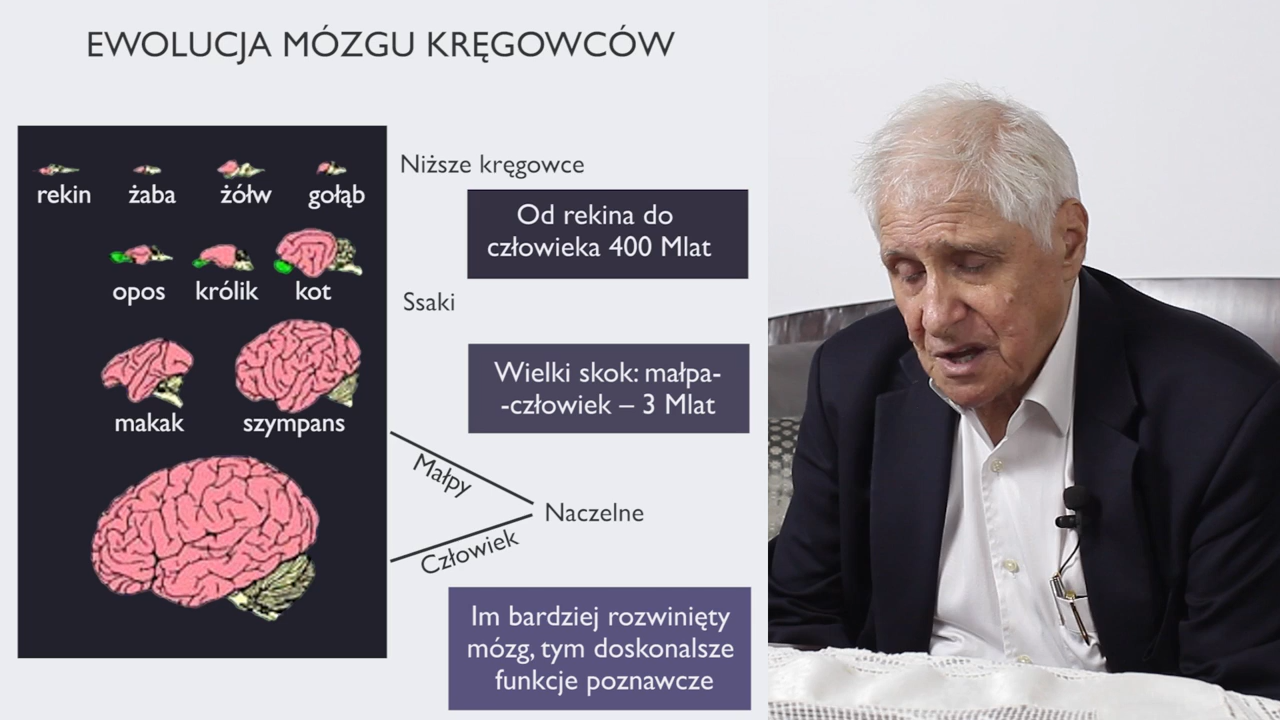 EWOLUCJA MÓZGU KRĘGOWCÓW
rekin żaba żółw gołąb
Niższe kręgowce
Od rekina do
człowieka 400 Mlat
opos królik kot
Ssaki
Wielki skok: małpa-
-człowiek – 3 Mlat
makak szympans
Małpy
Naczelne
Człowiek
Im bardziej rozwinięty
mózg, tym doskonalsze
funkcje poznawcze